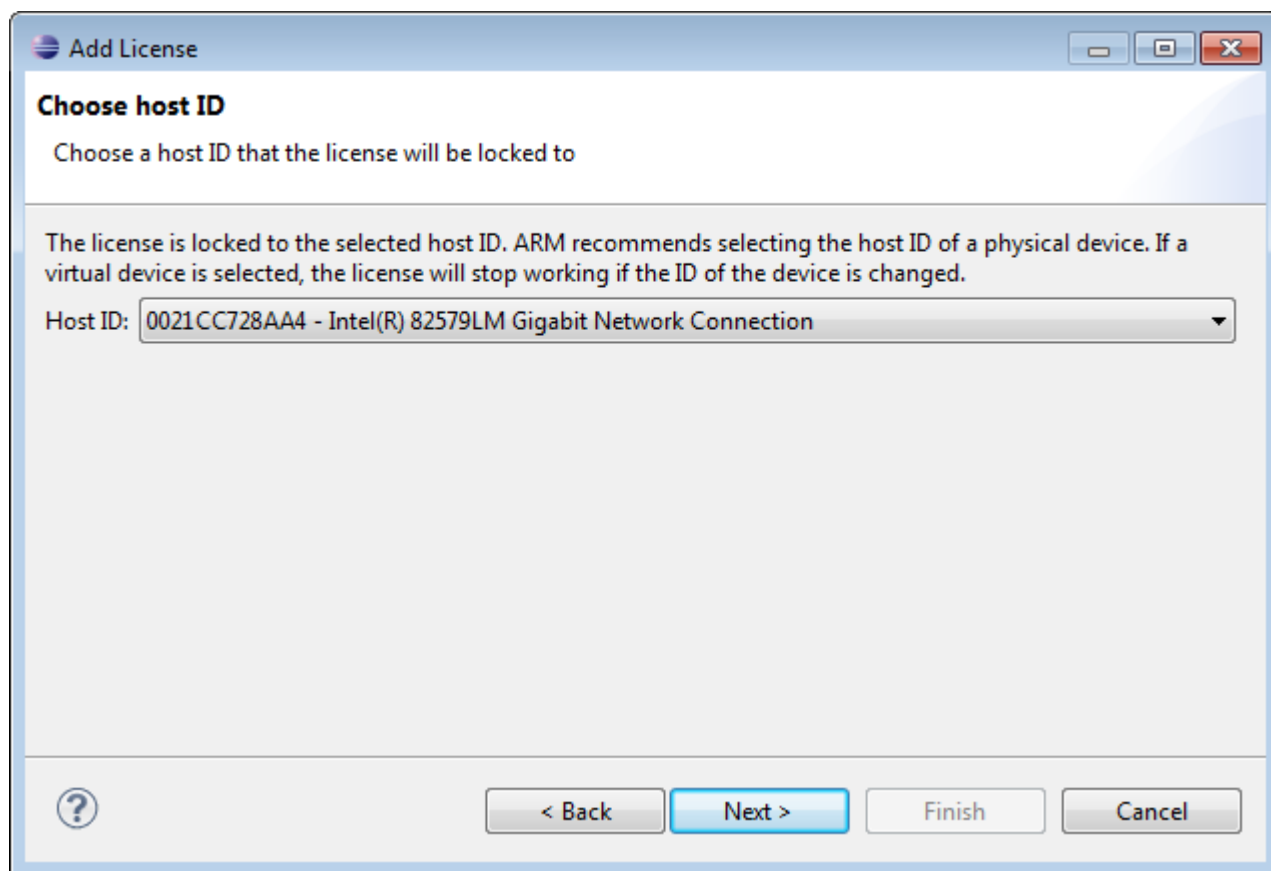 Add License
Choose host ID
Choose a host ID that the license will be locked to
The license is locked to the selected host ID. ARM recommends selecting the host ID of a physical device. If a
virtual device is selected, the license will stop working if the ID of the device is changed.
Host ID: 0021CC728AA4 - Intel(R) 82579LM Gigabit Network Connection
? < Back Next > Finish Cancel